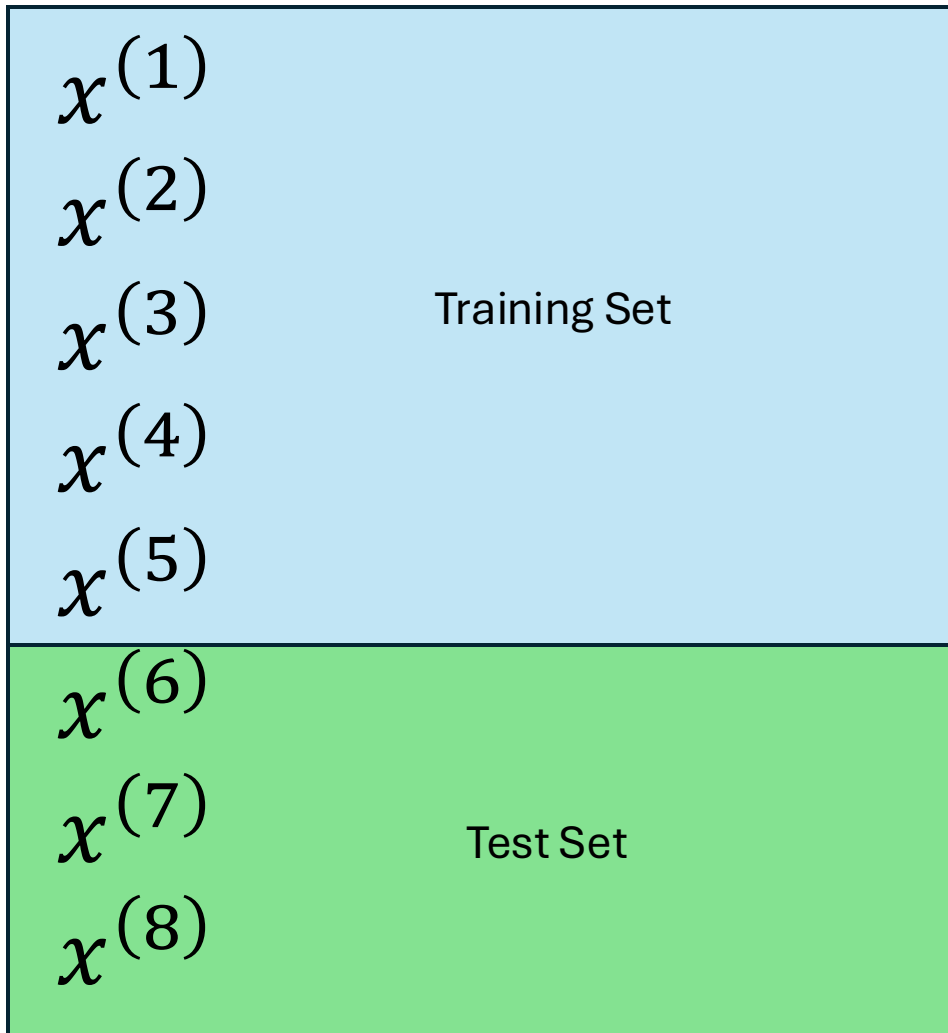 x^(1)
x^(2)
x^(3)
Training Set
x^(4)
x^(5)
x^(6)
x^(7)
Test Set
x^(8)